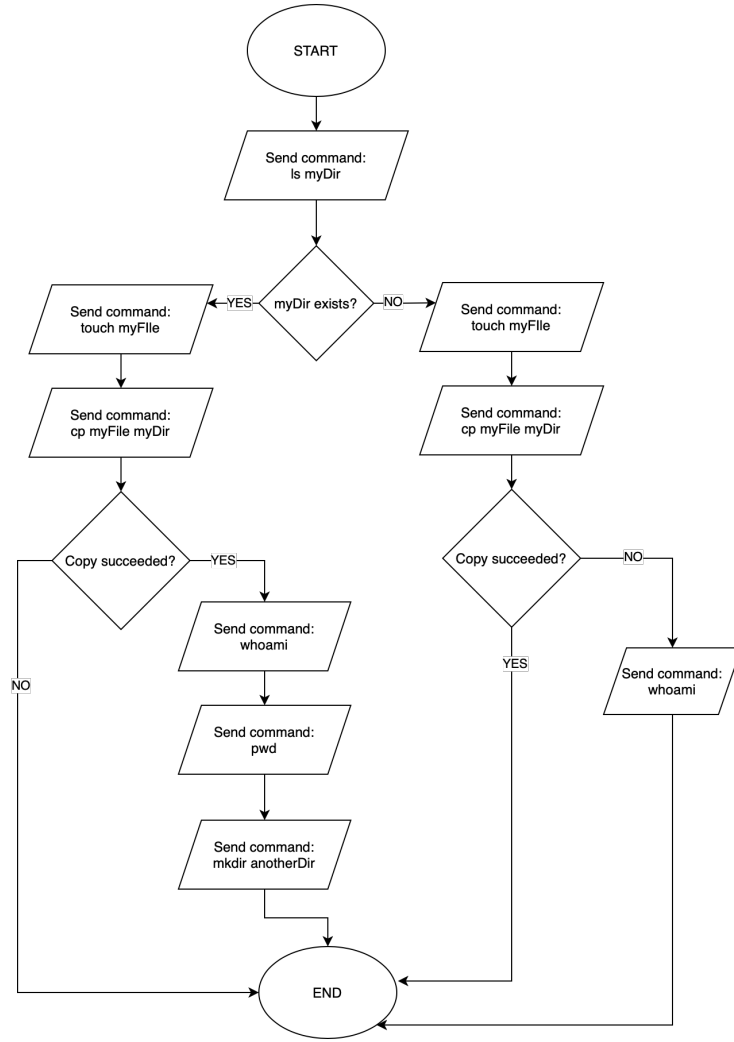 START
Send command:
ls myDir
myDir exists?
YES
NO
Send command:
touch myFIle
Send command:
touch myFIle
Send command:
cp myFile myDir
Send command:
cp myFile myDir
Copy succeeded?
YES
Copy succeeded?
NO
Send command:
whoami
NO
YES
Send command:
whoami
Send command:
pwd
Send command:
mkdir anotherDir
END